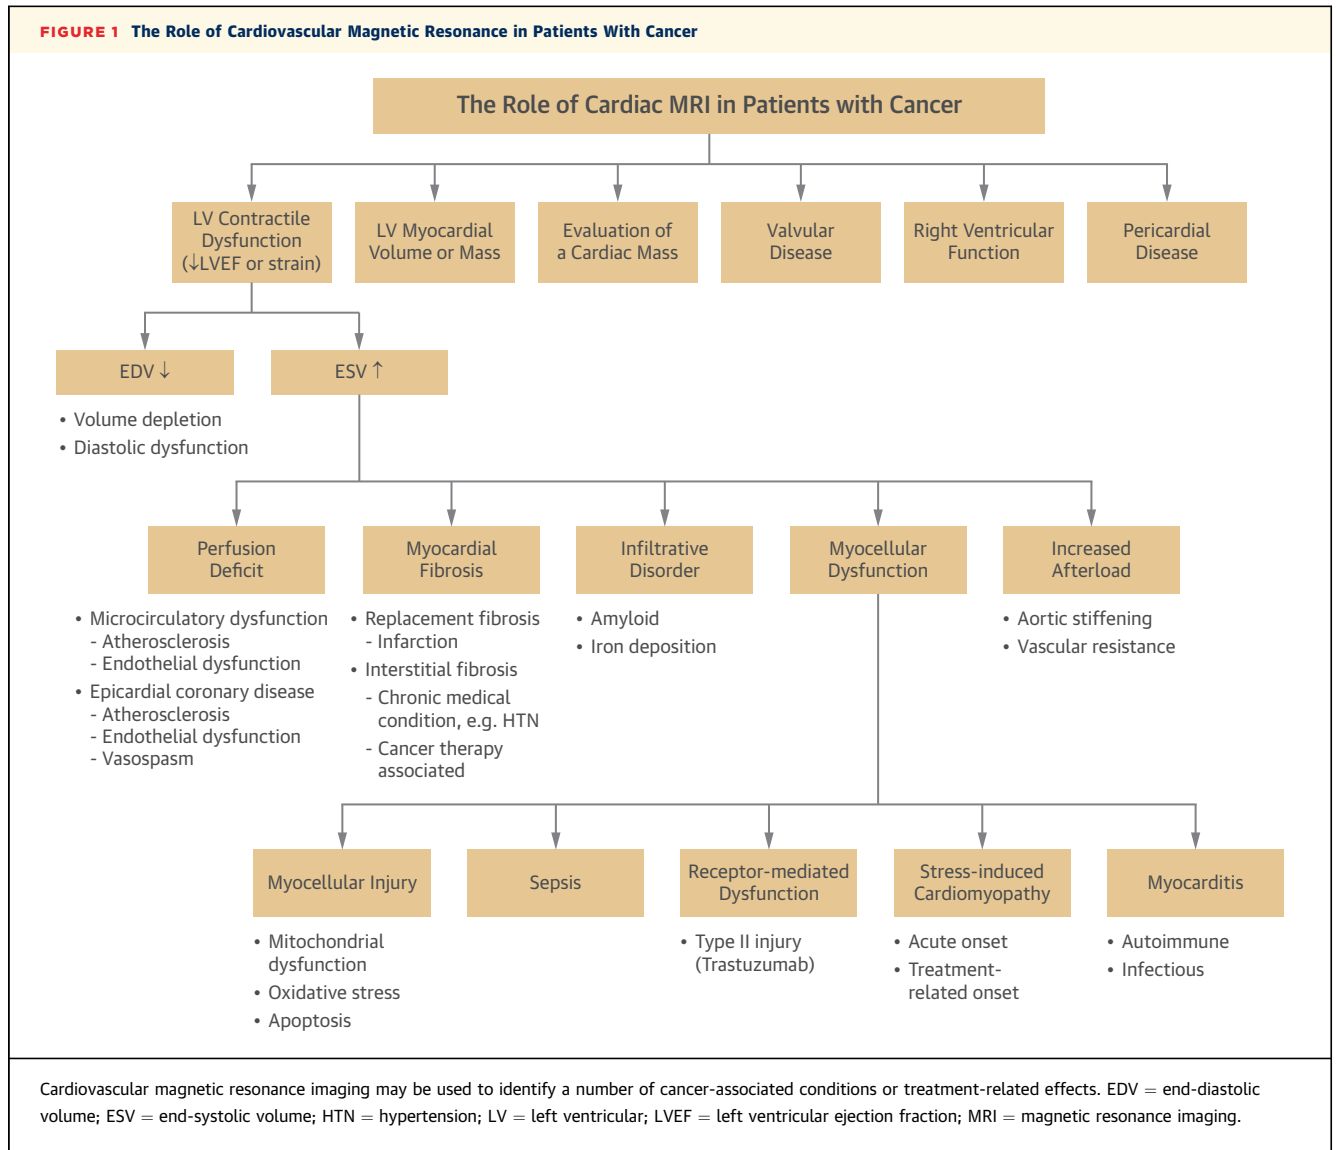 FIGURE 1 The Role of Cardiovascular Magnetic Resonance in Patients With Cancer
The Role of Cardiac MRI in Patients with Cancer
LV Contractile
Dysfunction
(↓LVEF or strain)
LV Myocardial
Volume or Mass
Evaluation of
a Cardiac Mass
Valvular
Disease
Right Ventricular
Function
Pericardial
Disease
EDV ↓
• Volume depletion
• Diastolic dysfunction
ESV ↑
Perfusion
Deficit
• Microcirculatory dysfunction
- Atherosclerosis
- Endothelial dysfunction
• Epicardial coronary disease
- Atherosclerosis
- Endothelial dysfunction
- Vasospasm
Myocardial
Fibrosis
• Replacement fibrosis
- Infarction
• Interstitial fibrosis
- Chronic medical
condition, e.g. HTN
- Cancer therapy
associated
Infiltrative
Disorder
• Amyloid
• Iron deposition
Myocellular
Dysfunction
Increased
Afterload
• Aortic stiffening
• Vascular resistance
Myocellular Injury
• Mitochondrial
dysfunction
• Oxidative stress
• Apoptosis
Sepsis
Receptor-mediated
Dysfunction
• Type II injury
(Trastuzumab)
Stress-induced
Cardiomyopathy
• Acute onset
• Treatment-
related onset
Myocarditis
• Autoimmune
• Infectious
Cardiovascular magnetic resonance imaging may be used to identify a number of cancer-associated conditions or treatment-related effects. EDV = end-diastolic
volume; ESV = end-systolic volume; HTN = hypertension; LV = left ventricular; LVEF = left ventricular ejection fraction; MRI = magnetic resonance imaging.